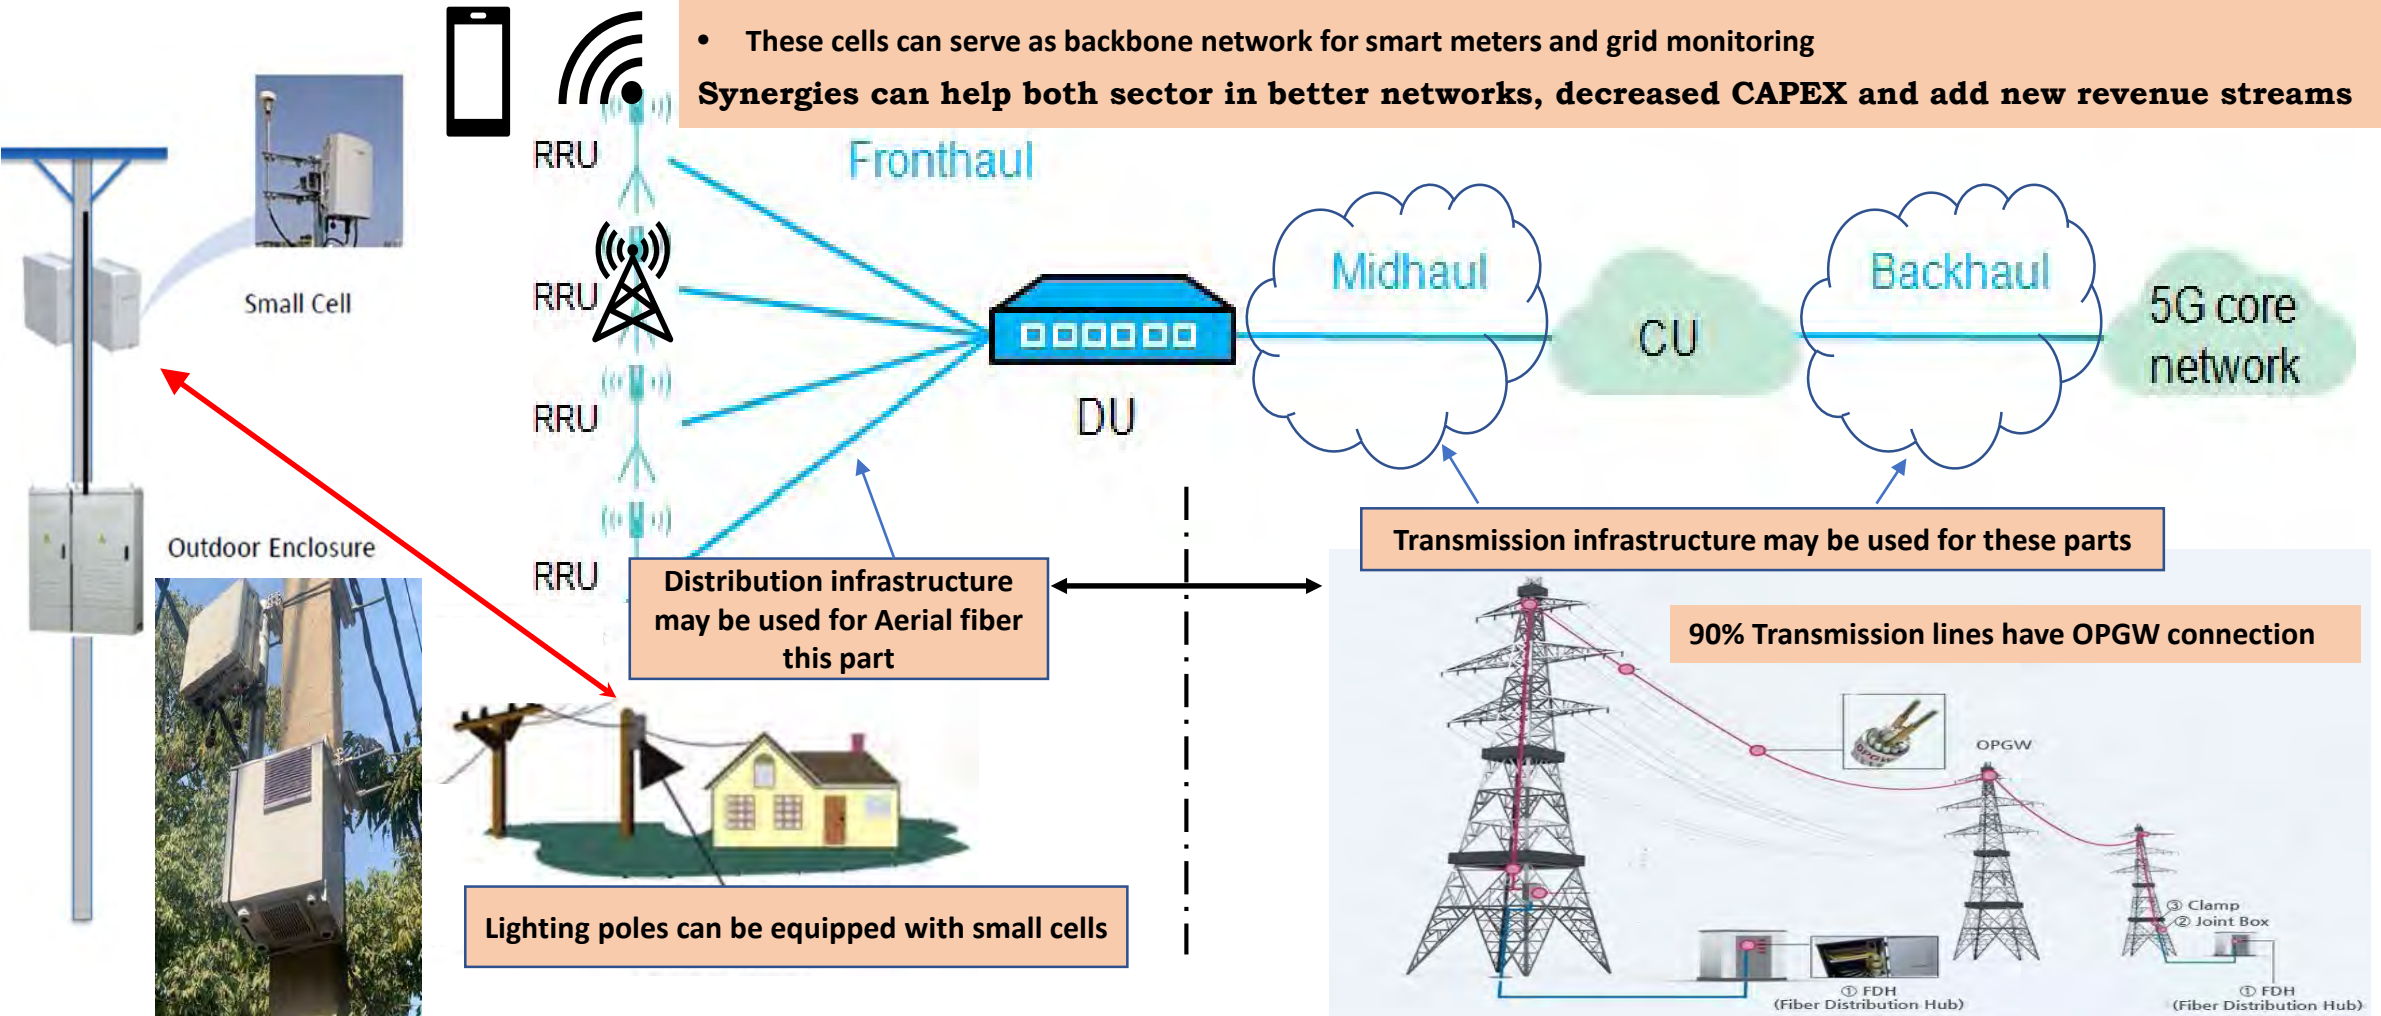 • These cells can serve as backbone network for smart meters and grid monitoring
Synergies can help both sector in better networks, decreased CAPEX and add new revenue streams
RRU
Fronthaul
Small Cell
RRU
Midhaul
Backhaul
CU
5G core
network
RRU
DU
Outdoor Enclosure
RRU
Transmission infrastructure may be used for these parts
Distribution infrastructure
may be used for Aerial fiber
this part
90% Transmission lines have OPGW connection
OPGW
OPGW
Lighting poles can be equipped with small cells
③ Clamp
② Joint Box
① FDH
(Fiber Distribution Hub)
① FDH
(Fiber Distribution Hub)